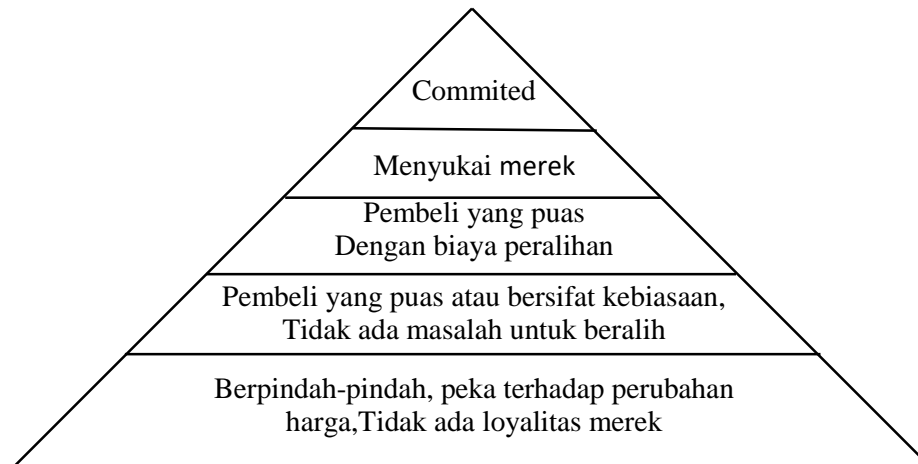 Commited
Menyukai merek
Pembeli yang puas
Dengan biaya peralihan
Pembeli yang puas atau bersifat kebiasaan,
Tidak ada masalah untuk beralih
Berpindah-pindah, peka terhadap perubahan
harga,Tidak ada loyalitas merek